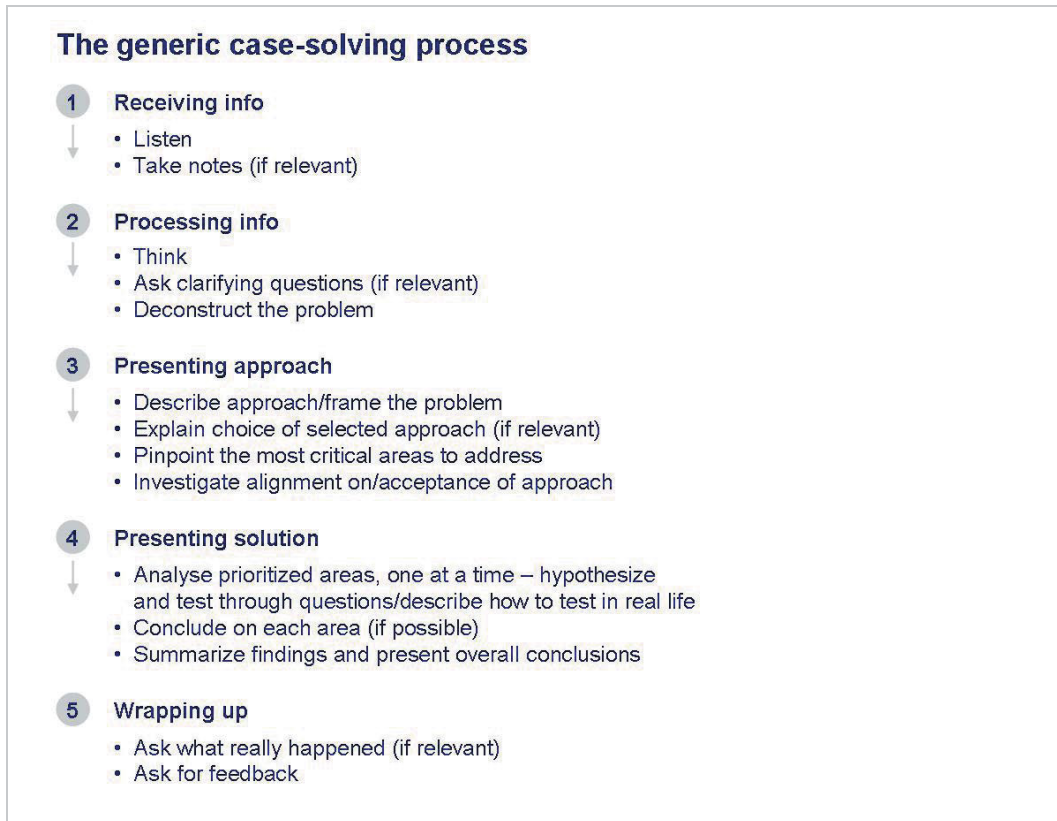 The generic case-solving process
1 Receiving info
• Listen
• Take notes (if relevant)
2 Processing info
• Think
• Ask clarifying questions (if relevant)
• Deconstruct the problem
3 Presenting approach
• Describe approach/frame the problem
• Explain choice of selected approach (if relevant)
• Pinpoint the most critical areas to address
• Investigate alignment on/acceptance of approach
4 Presenting solution
• Analyse prioritized areas, one at a time – hypothesize
and test through questions/describe how to test in real life
• Conclude on each area (if possible)
• Summarize findings and present overall conclusions
5 Wrapping up
• Ask what really happened (if relevant)
• Ask for feedback